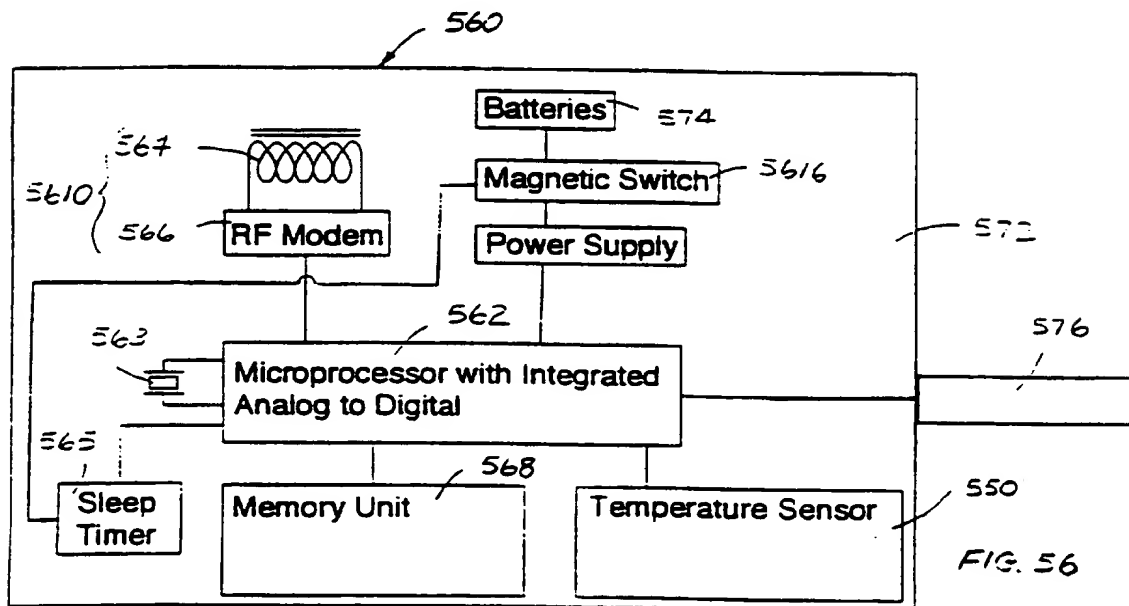 560
Batteries
574
567
5610
Magnetic Switch
5616
566
RF Modem
Power Supply
572
562
563
576
Microprocessor with Integrated
Analog to Digital
565
568
550
Sleep
Timer
Memory Unit
Temperature Sensor
FIG. 56